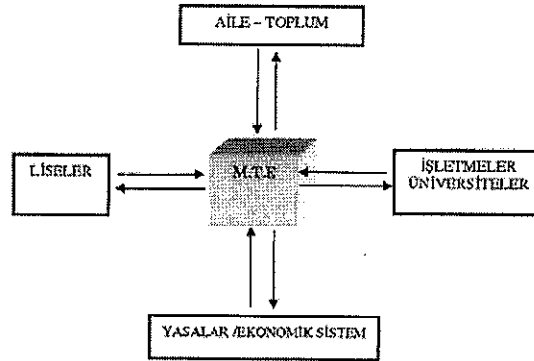 AİLE – TOPLUM
LİSELER
M.T.E
İŞLETMELER
ÜNİVERSİTELER
YASALAR /EKONOMİK SİSTEM